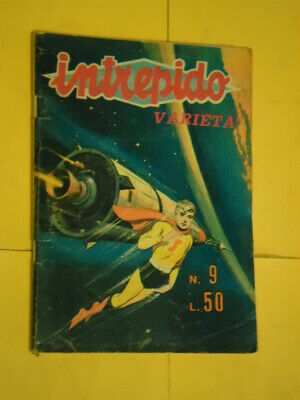 intrepido
VARIETA'
N. 9
L. 50